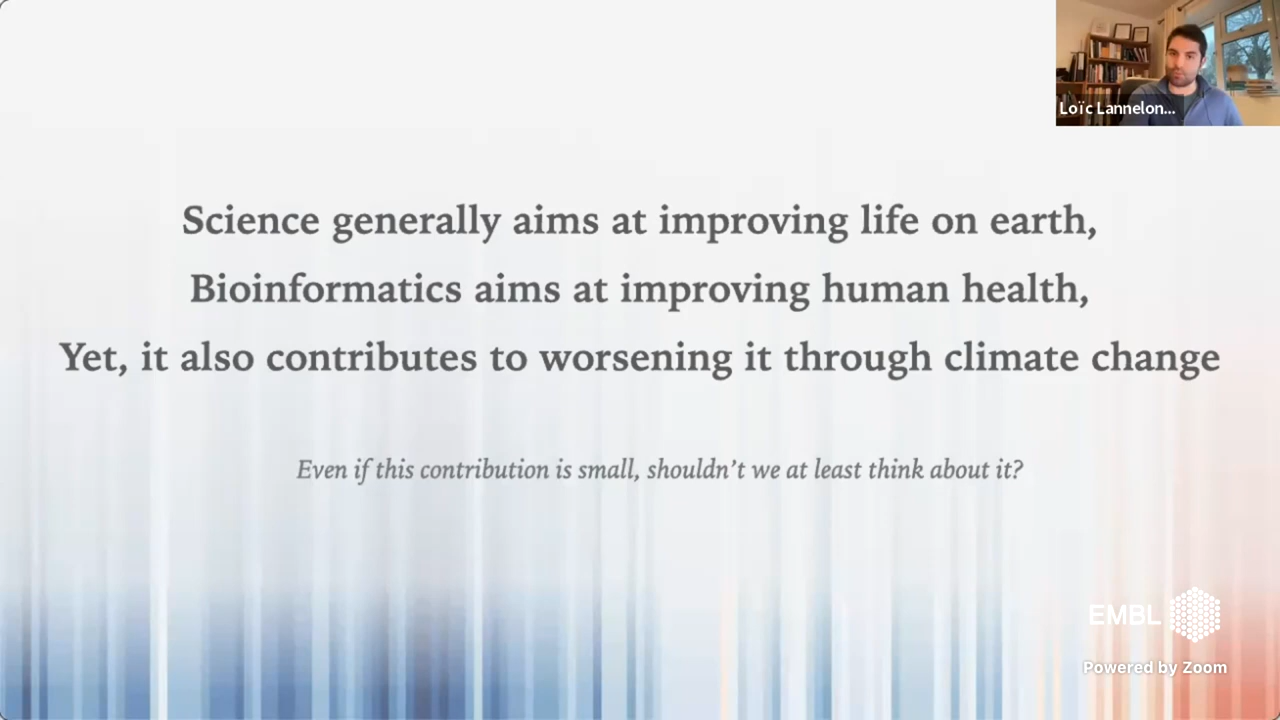 Loïc Lannelon...
Science generally aims at improving life on earth,
Bioinformatics aims at improving human health,
Yet, it also contributes to worsening it through climate change
Even if this contribution is small, shouldn't we at least think about it?
EMBL
Powered by Zoom